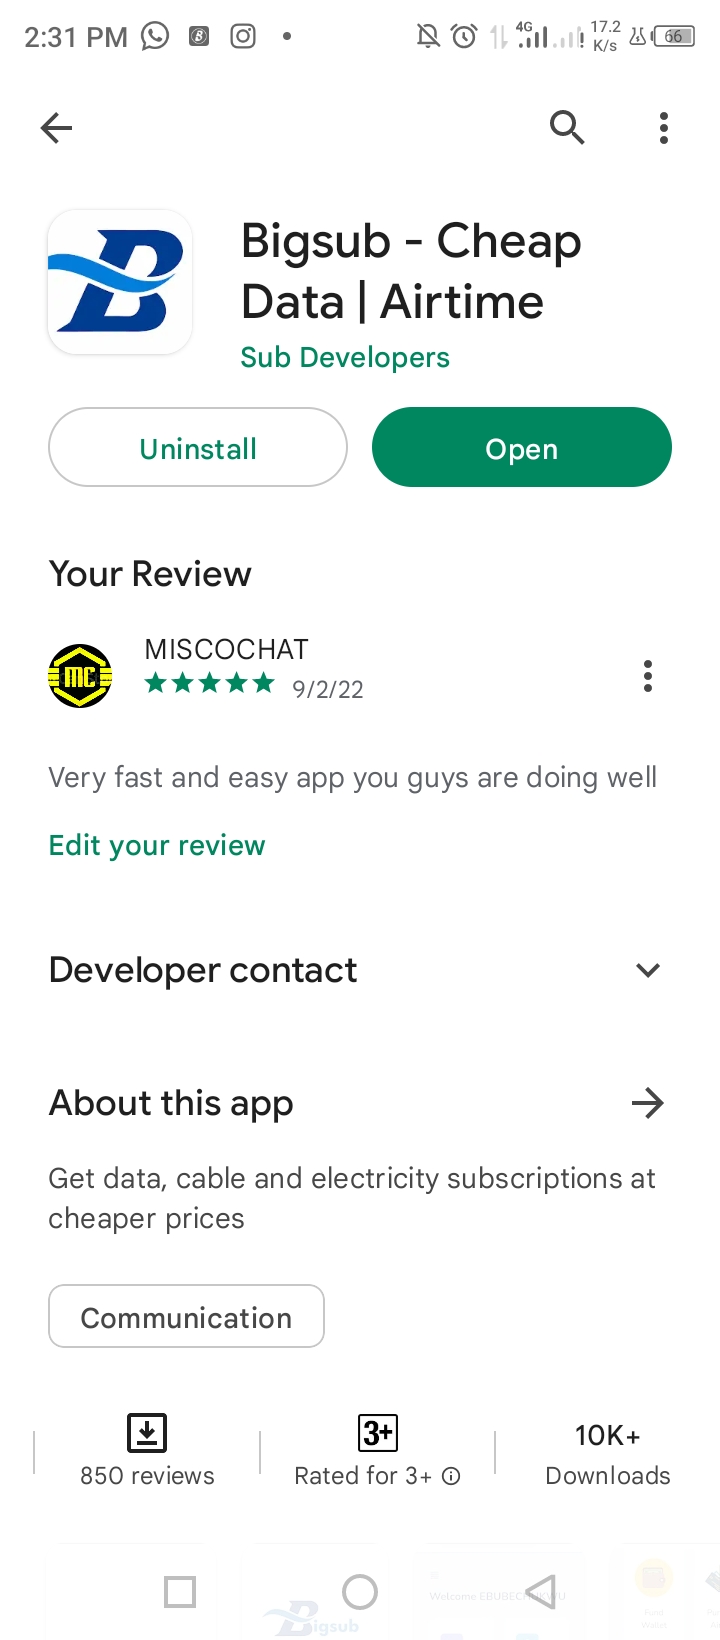 2:31 PM
4G
17.2
K/s
66
Bigsub - Cheap
Data | Airtime
Sub Developers
Uninstall
Open
Your Review
MC
MISCOCHAT
9/2/22
Very fast and easy app you guys are doing well
Edit your review
Developer contact
About this app
Get data, cable and electricity subscriptions at
cheaper prices
Communication
3+
10K+
850 reviews
Rated for 3+
Downloads
Bigsub